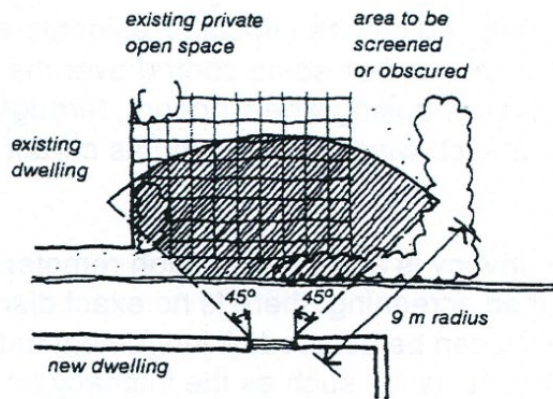 existing private
open space
area to be
screened
or obscured
existing
dwelling
45° 45°
9 m radius
new dwelling